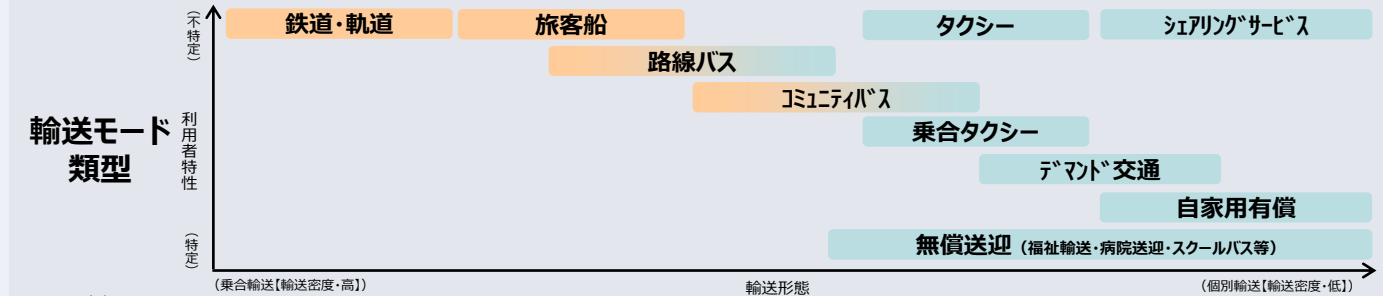 (不特定)
鉄道・軌道
旅客船
タクシー
ｼｪｱﾘﾝｸﾞｻｰﾋﾞｽ
路線バス
ｺﾐｭﾆﾃｨﾊﾞｽ
輸送モード
類型
利用者特性
乗合タクシー
ﾃﾞﾏﾝﾄﾞ交通
自家用有償
(特定)
無償送迎（福祉輸送・病院送迎・スクールバス等）
（乗合輸送【輸送密度・高】）
輸送形態
（個別輸送【輸送密度・低】）